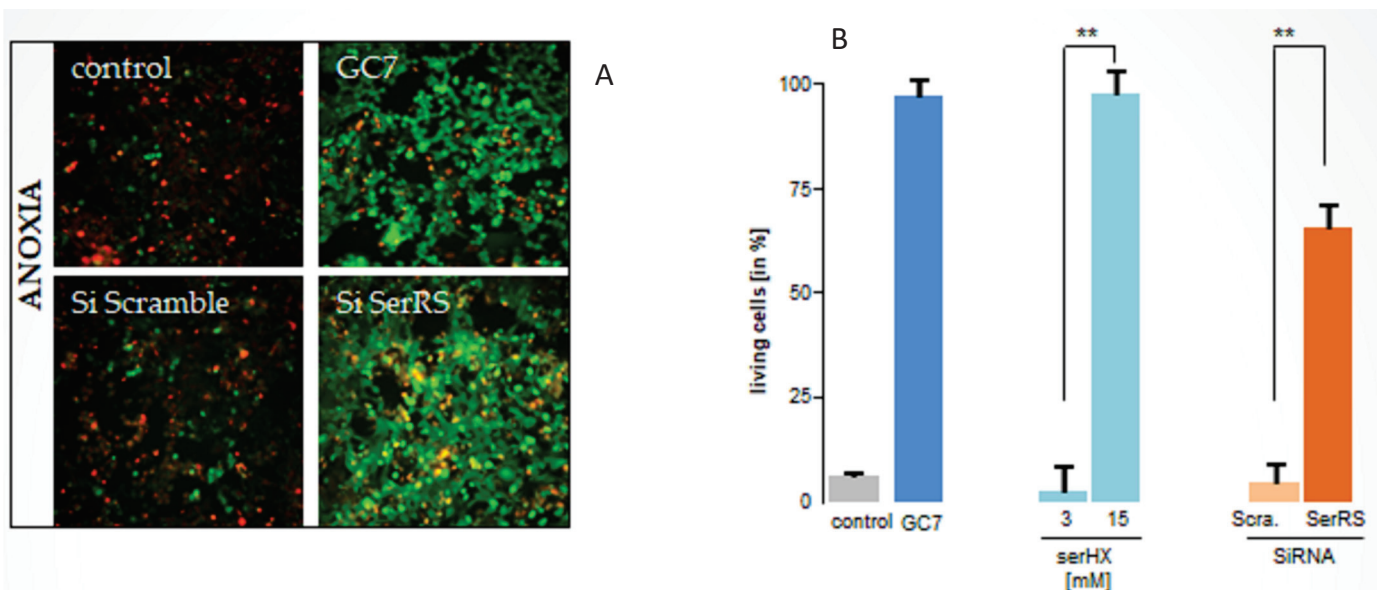 ANOXIA
control
GC7
Si Scramble
Si SerRS
A
B
living cells [in %]
100
75
50
25
0
**
**
control GC7
3 15
serHX
[mM]
Scra. SerRS
SiRNA